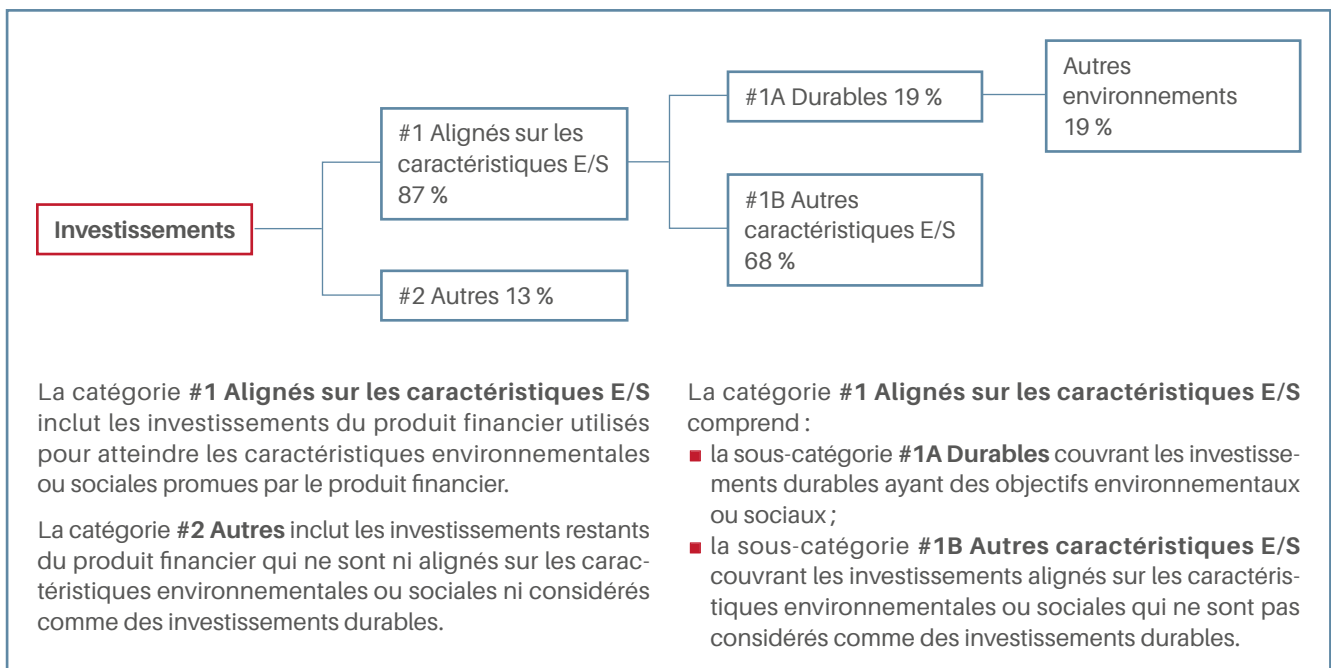 Investissements
#1 Alignés sur les
caractéristiques E/S
87 %
#2 Autres 13 %
#1A Durables 19 %
#1B Autres
caractéristiques E/S
68 %
Autres
environnements
19 %
La catégorie #1 Alignés sur les caractéristiques E/S
inclut les investissements du produit financier utilisés
pour atteindre les caractéristiques environnementales
ou sociales promues par le produit financier.
La catégorie #2 Autres inclut les investissements restants
du produit financier qui ne sont ni alignés sur les carac-
téristiques environnementales ou sociales ni considérés
comme des investissements durables.
La catégorie #1 Alignés sur les caractéristiques E/S
comprend :
■ la sous-catégorie #1A Durables couvrant les investisse-
ments durables ayant des objectifs environnementaux
ou sociaux ;
■ la sous-catégorie #1B Autres caractéristiques E/S
couvrant les investissements alignés sur les caractéris-
tiques environnementales ou sociales qui ne sont pas
considérés comme des investissements durables.